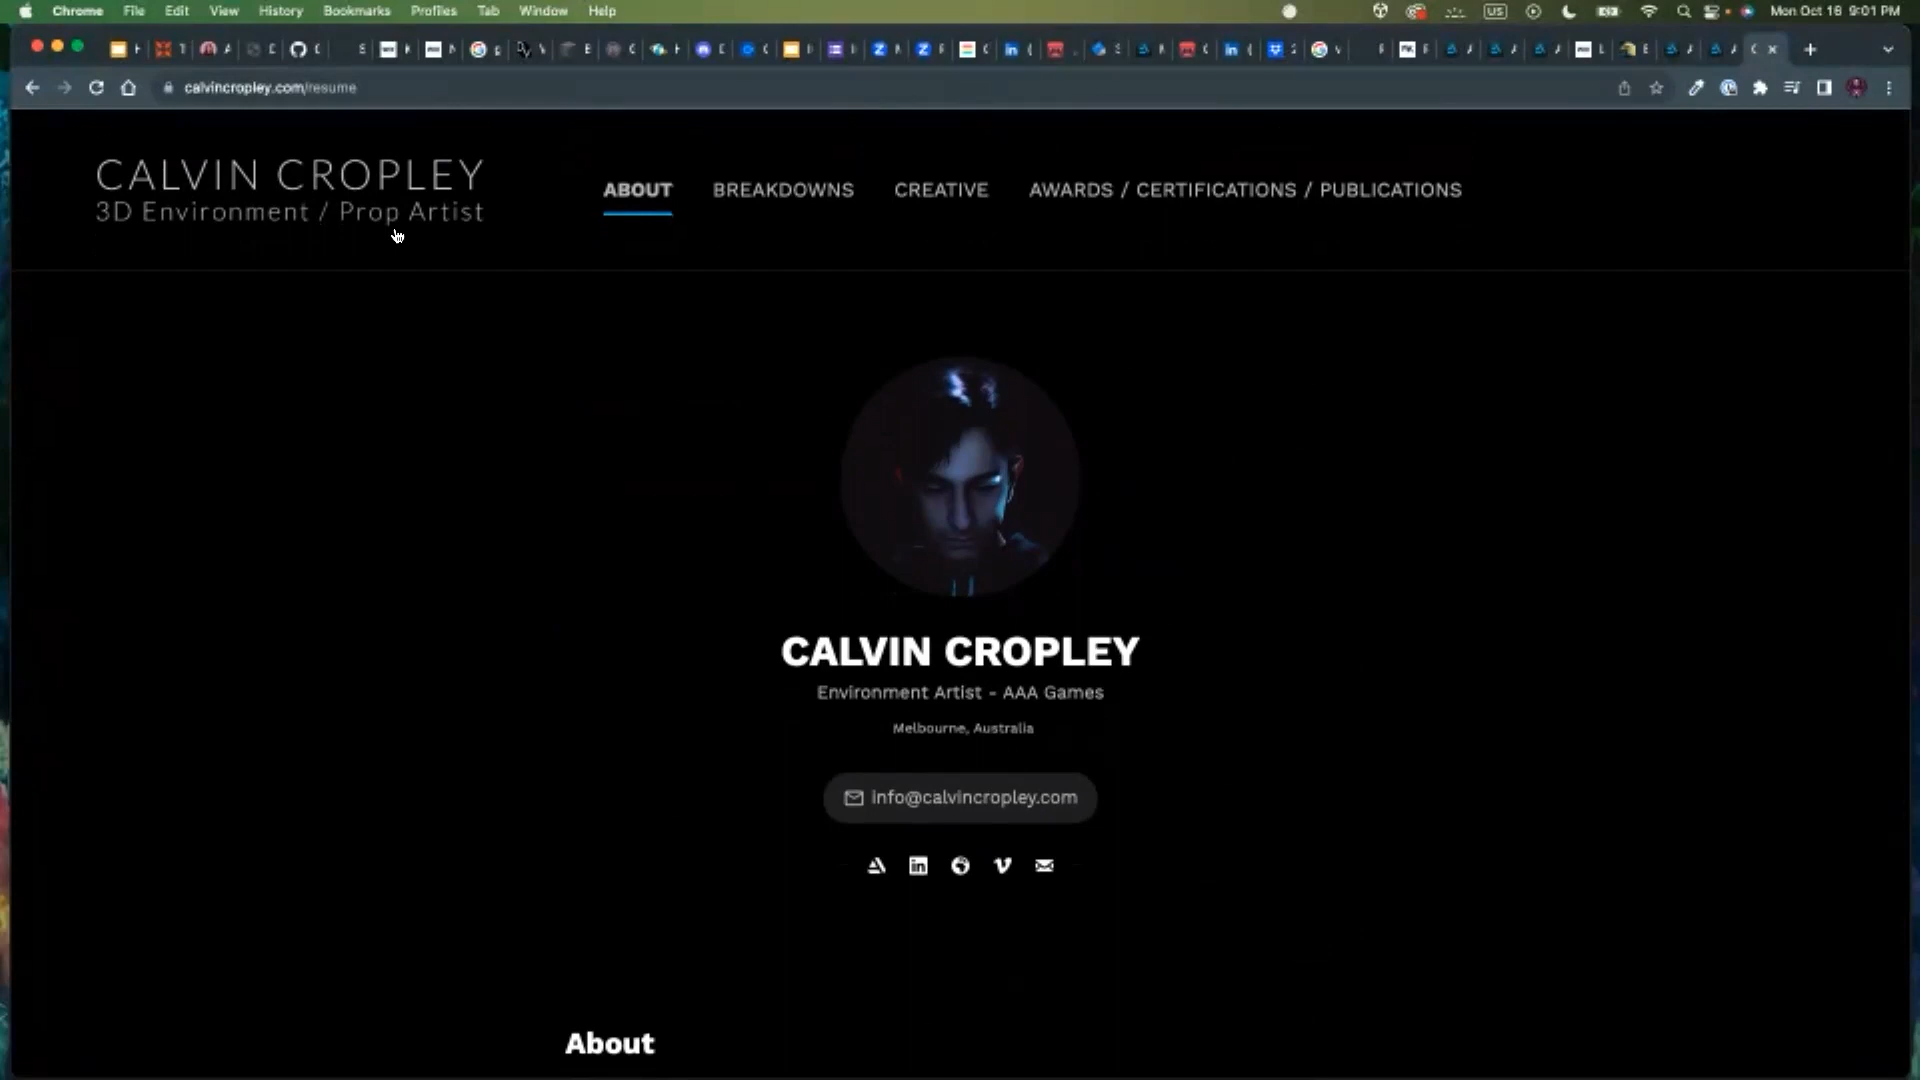 Chrome File Edit View History Bookmarks Profiles Tab Window Help US Mon Oct 16 9:01 PM
calvincropley.com/resume
CALVIN CROPLEY
3D Environment / Prop Artist
ABOUT BREAKDOWNS CREATIVE AWARDS / CERTIFICATIONS / PUBLICATIONS
CALVIN CROPLEY
Environment Artist - AAA Games
Melbourne, Australia
info@calvincropley.com
About